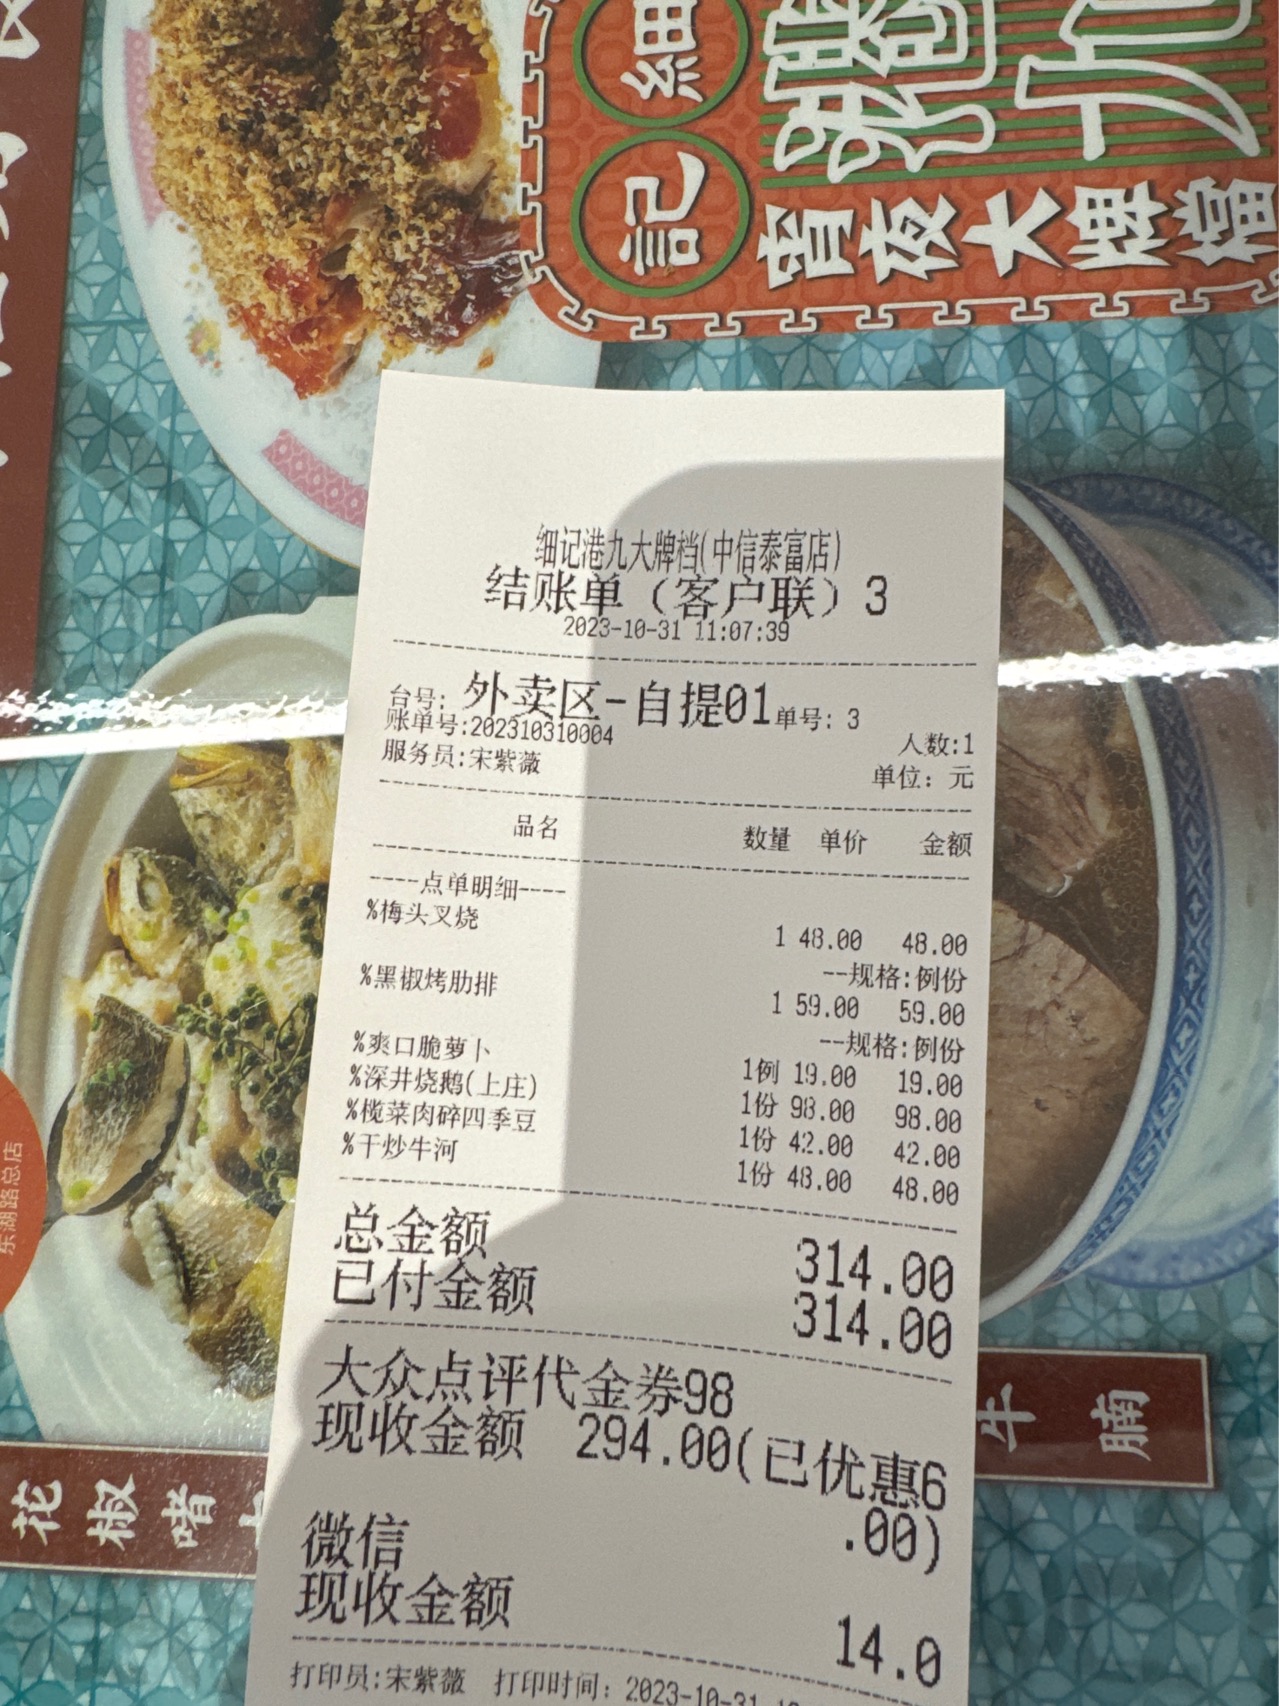 細
記
港九
宵夜大牌檔
细记港九大牌档(中信泰富店)
结账单（客户联）3
2023-10-31 11:07:39
台号: 外卖区-自提01 单号: 3
账单号:202310310004 人数:1
服务员:宋紫薇 单位: 元
品名 数量 单价 金额
----点单明细----
%梅头叉烧
1 48.00 48.00
--规格:例份
%黑椒烤肋排
1 59.00 59.00
--规格:例份
%爽口脆萝卜 1例 19.00 19.00
%深井烧鹅(上庄) 1份 98.00 98.00
%榄菜肉碎四季豆 1份 42.00 42.00
%干炒牛河 1份 48.00 48.00
总金额 314.00
已付金额 314.00
大众点评代金券98
现收金额 294.00(已优惠6
.00)
微信
现收金额 14.0
打印员:宋紫薇 打印时间: 2023-10-31
东湖路总店
花椒啫
牛腩